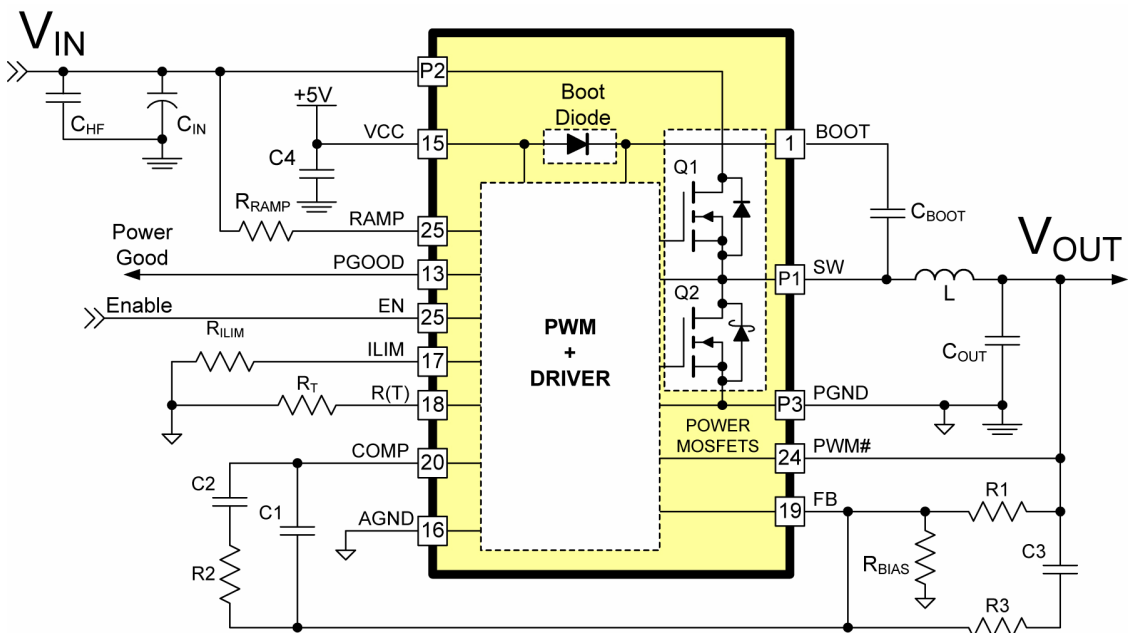 VIN
P2
CHF
CIN
+5V
VCC
15
C4
Boot
Diode
1
BOOT
Q1
CBOOT
RRAMP
RAMP
25
Power
Good
PGOOD
13
P1
SW
VOUT
L
Enable
EN
25
Q2
PWM
+
DRIVER
COUT
RILIM
ILIM
17
RT
R(T)
18
P3
PGND
POWER
MOSFETS
COMP
20
24
PWM#
C2
C1
19
FB
R1
AGND
16
R2
RBIAS
C3
R3